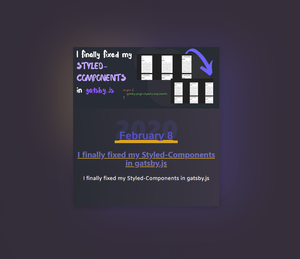 I finally fixed my
STYLED-
COMPONENTS
in gatsby.js
2020
February 8
I finally fixed my Styled-Components
in gatsby.js
I finally fixed my Styled-Components in gatsby.js